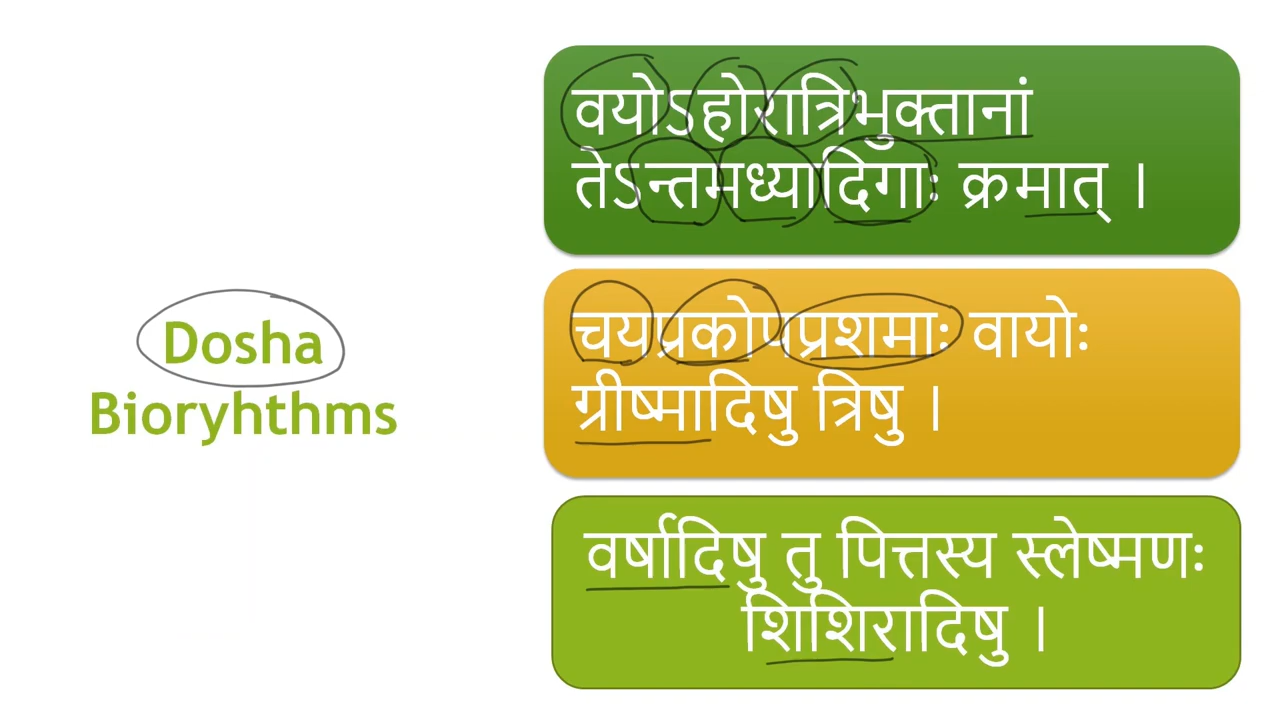 Dosha
Bioryhthms
वयोऽहोरात्रिभुक्तानां
तेऽन्तमध्यादिगाः क्रमात् ।
चयप्रकोपप्रशमाः वायोः
ग्रीष्मादिषु त्रिषु ।
वर्षादिषु तु पित्तस्य स्लेष्मणः
शिशिरादिषु ।